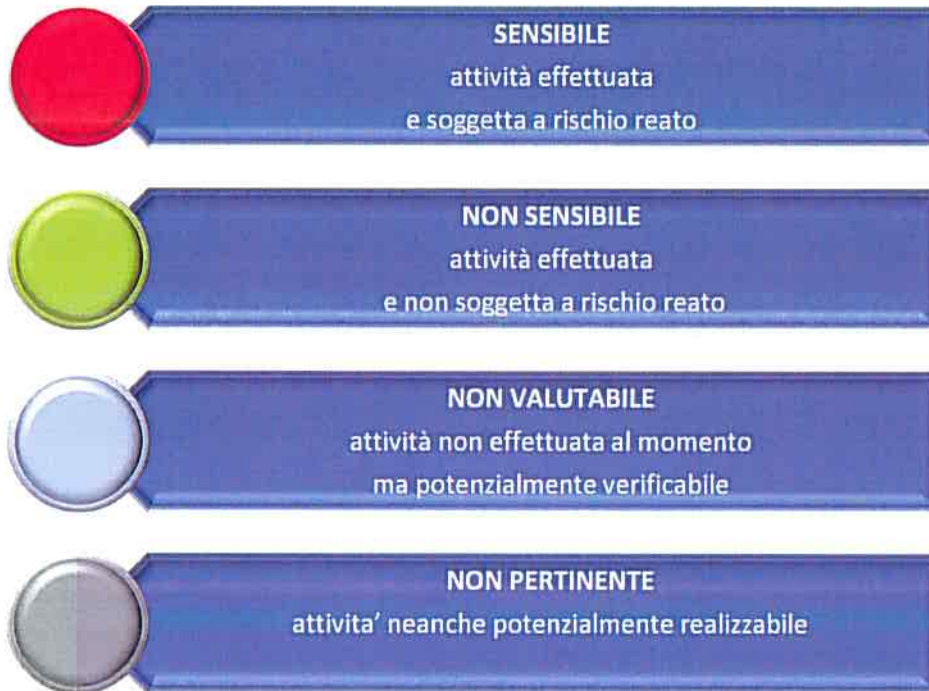 SENSIBILE
attività effettuata
e soggetta a rischio reato
NON SENSIBILE
attività effettuata
e non soggetta a rischio reato
NON VALUTABILE
attività non effettuata al momento
ma potenzialmente verificabile
NON PERTINENTE
attivita’ neanche potenzialmente realizzabile